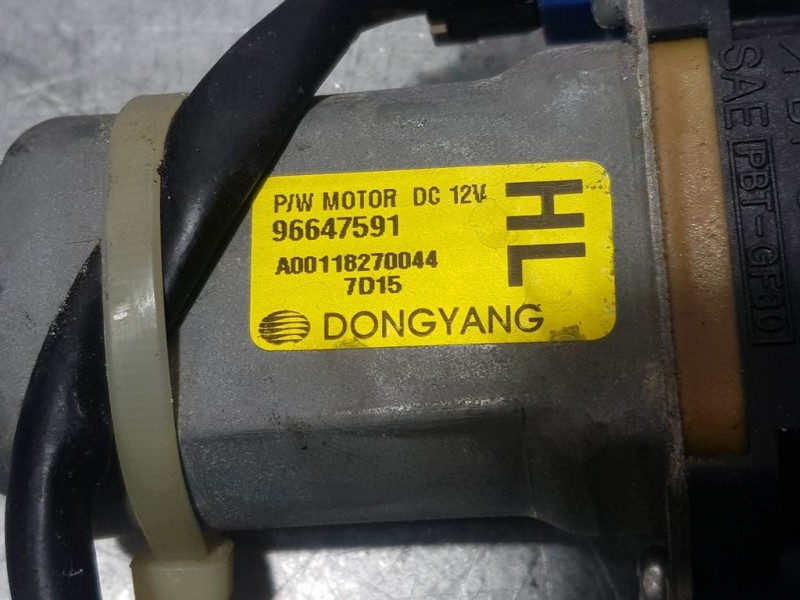 P/W MOTOR DC 12V
96647591
A00118270044
7D15
DONGYANG
HL
SAE PBT-GF30